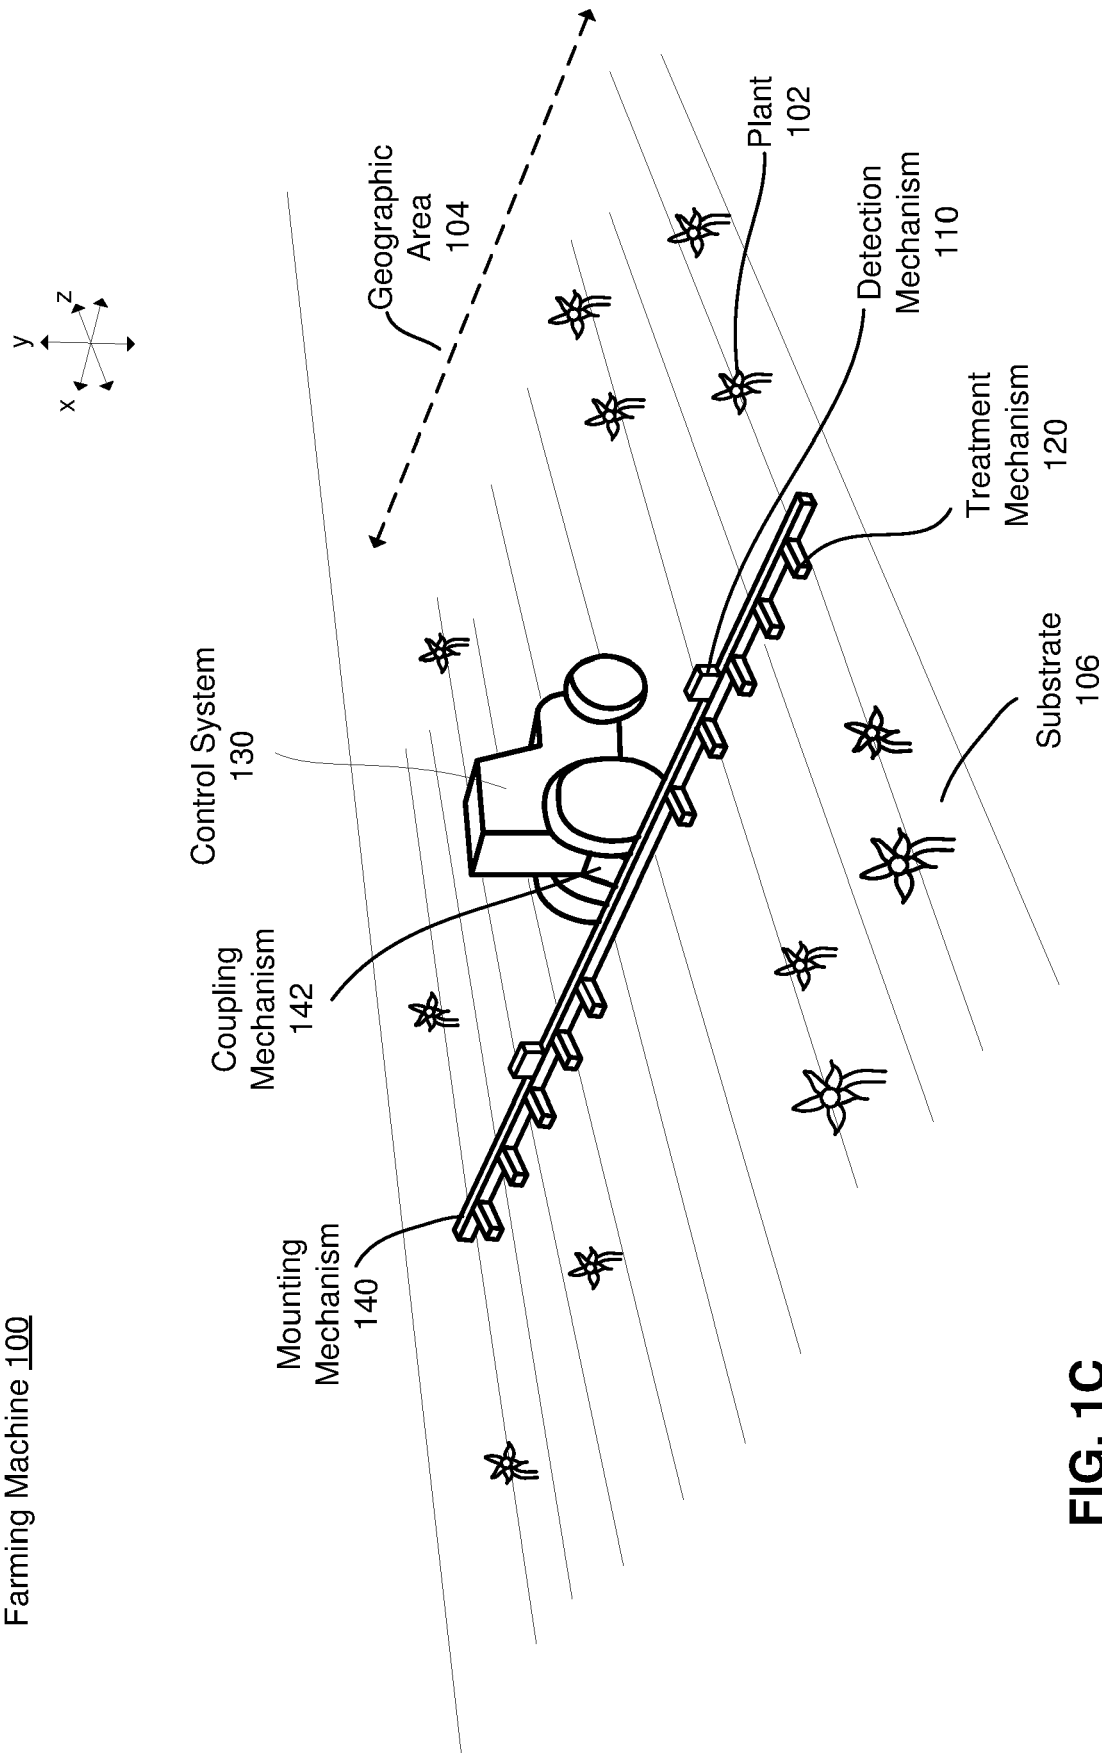 Farming Machine 100
y
x
z
Geographic
Area
104
Plant
102
Detection
Mechanism
110
Treatment
Mechanism
120
Substrate
106
Control System
130
Coupling
Mechanism
142
Mounting
Mechanism
140
FIG. 1C